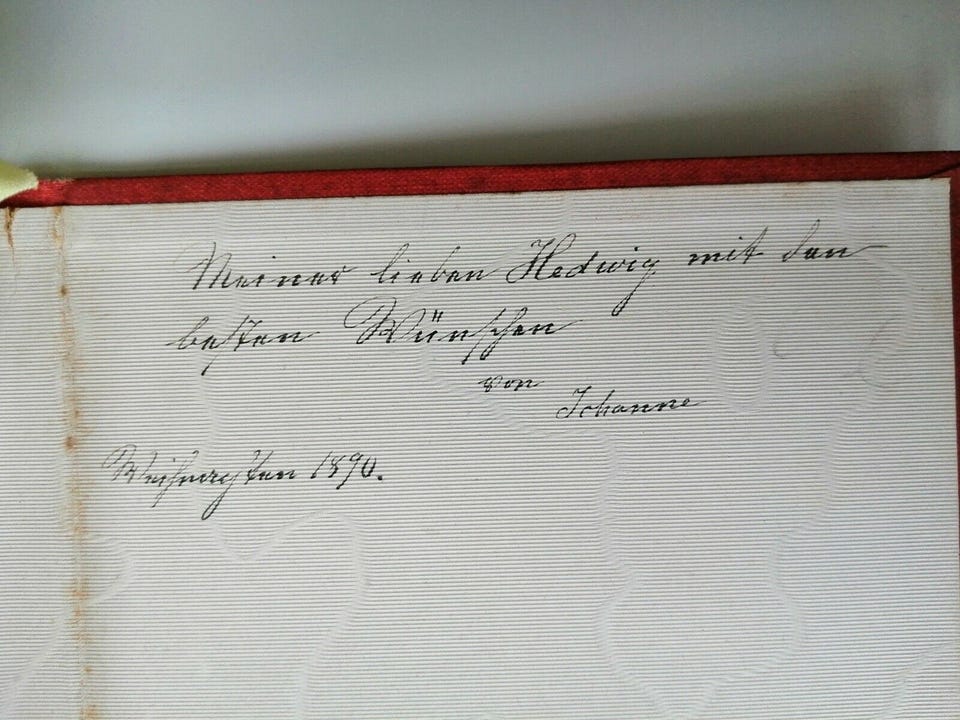 Meiner lieben Hedwig mit den
besten Wünschen
von
Johanne
Weihnachten 1890.